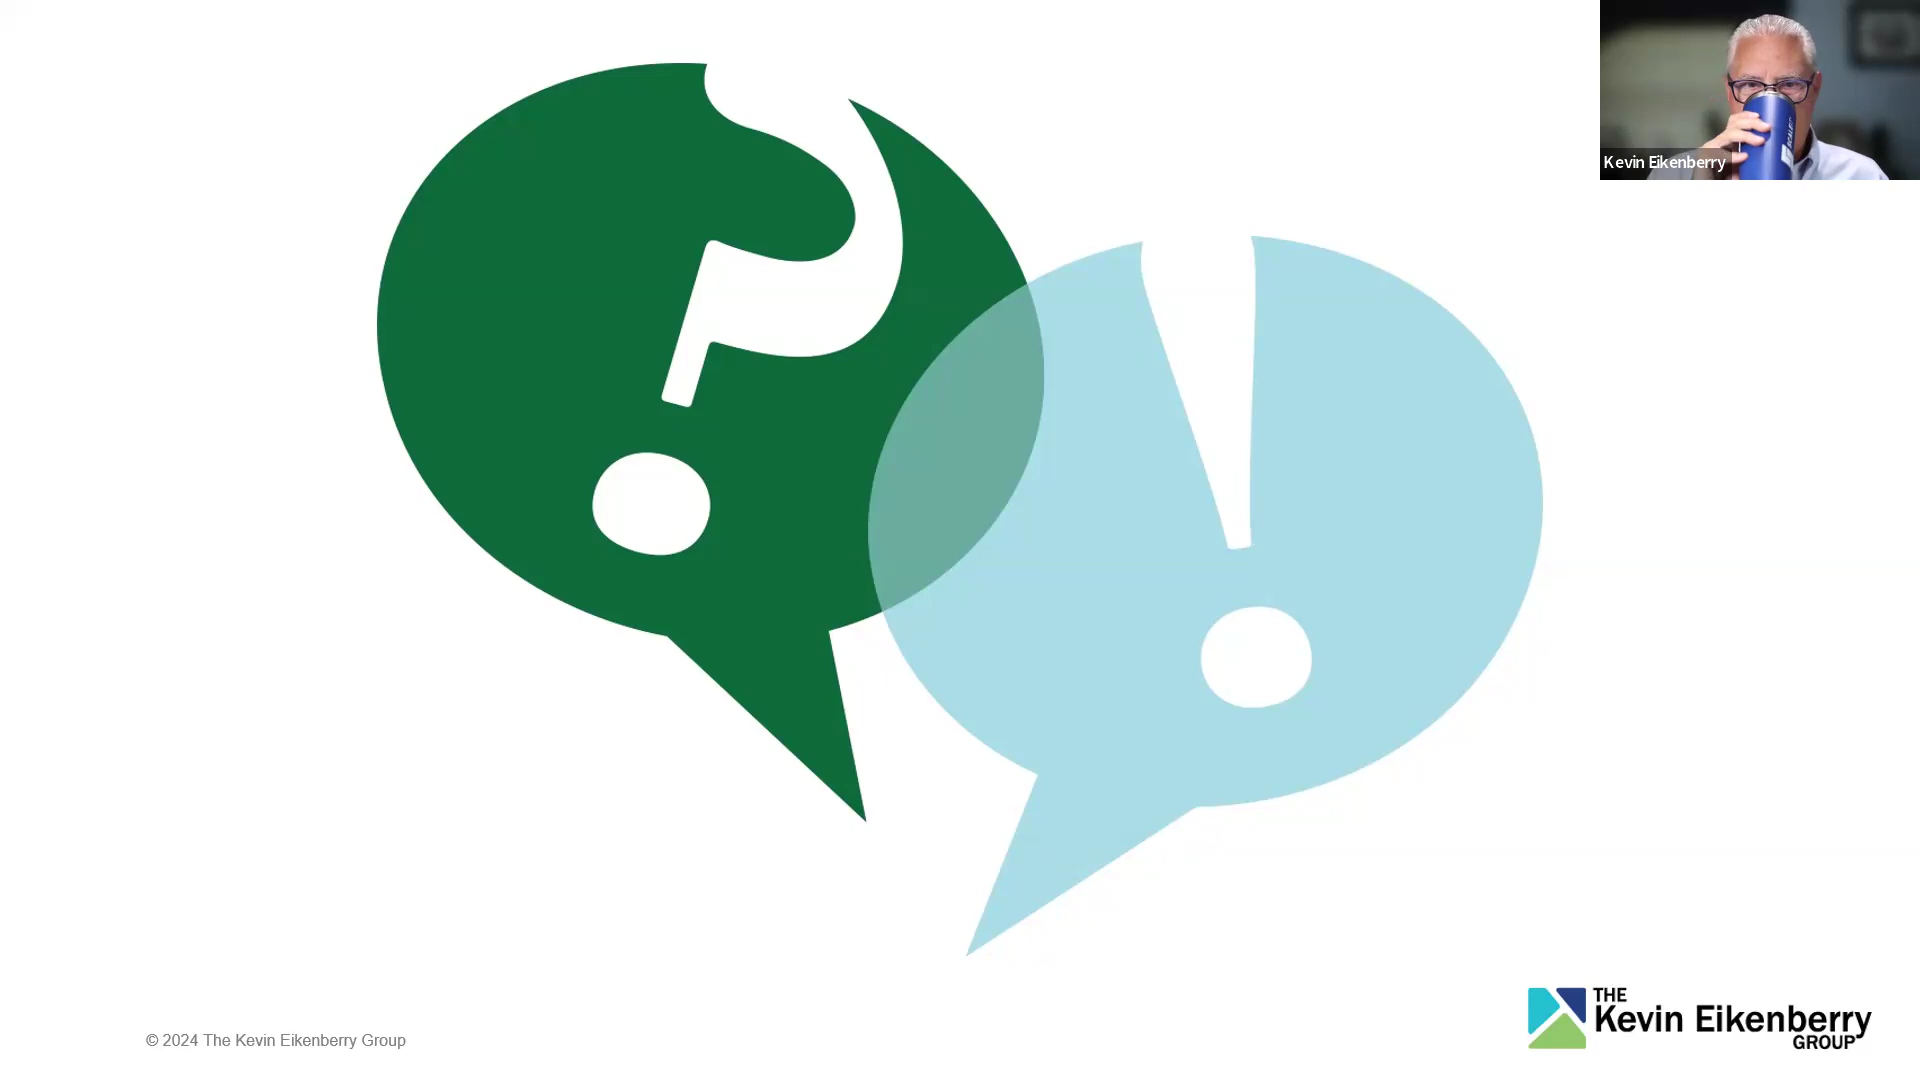 Kevin Eikenberry
© 2024 The Kevin Eikenberry Group
THE
Kevin Eikenberry
GROUP